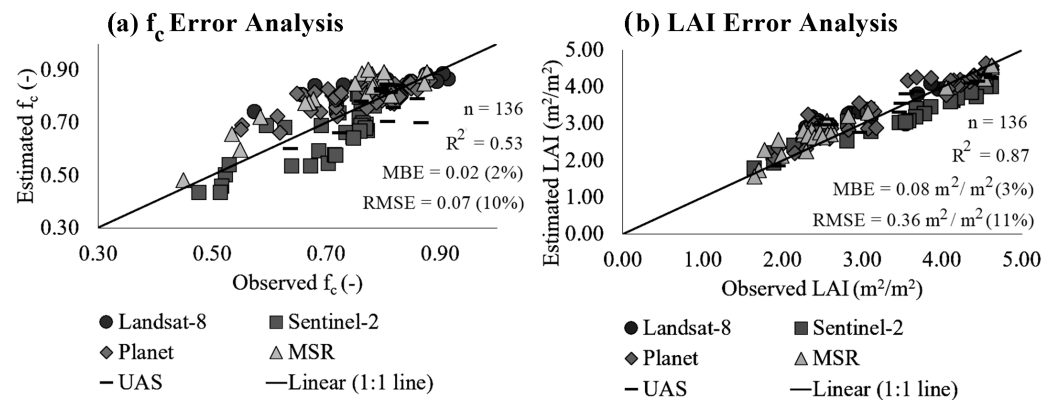 (a) fc Error Analysis
Estimated fc (-)
0.90
0.70
0.50
0.30
n = 136
R² = 0.53
MBE = 0.02 (2%)
RMSE = 0.07 (10%)
0.30 0.50 0.70 0.90
Observed fc (-)
Landsat-8 Sentinel-2
Planet MSR
UAS Linear (1:1 line)
(b) LAI Error Analysis
Estimated LAI (m²/m²)
5.00
4.00
3.00
2.00
1.00
0.00
n = 136
R² = 0.87
MBE = 0.08 m²/ m² (3%)
RMSE = 0.36 m²/ m² (11%)
0.00 1.00 2.00 3.00 4.00 5.00
Observed LAI (m²/m²)
Landsat-8 Sentinel-2
Planet MSR
UAS Linear (1:1 line)